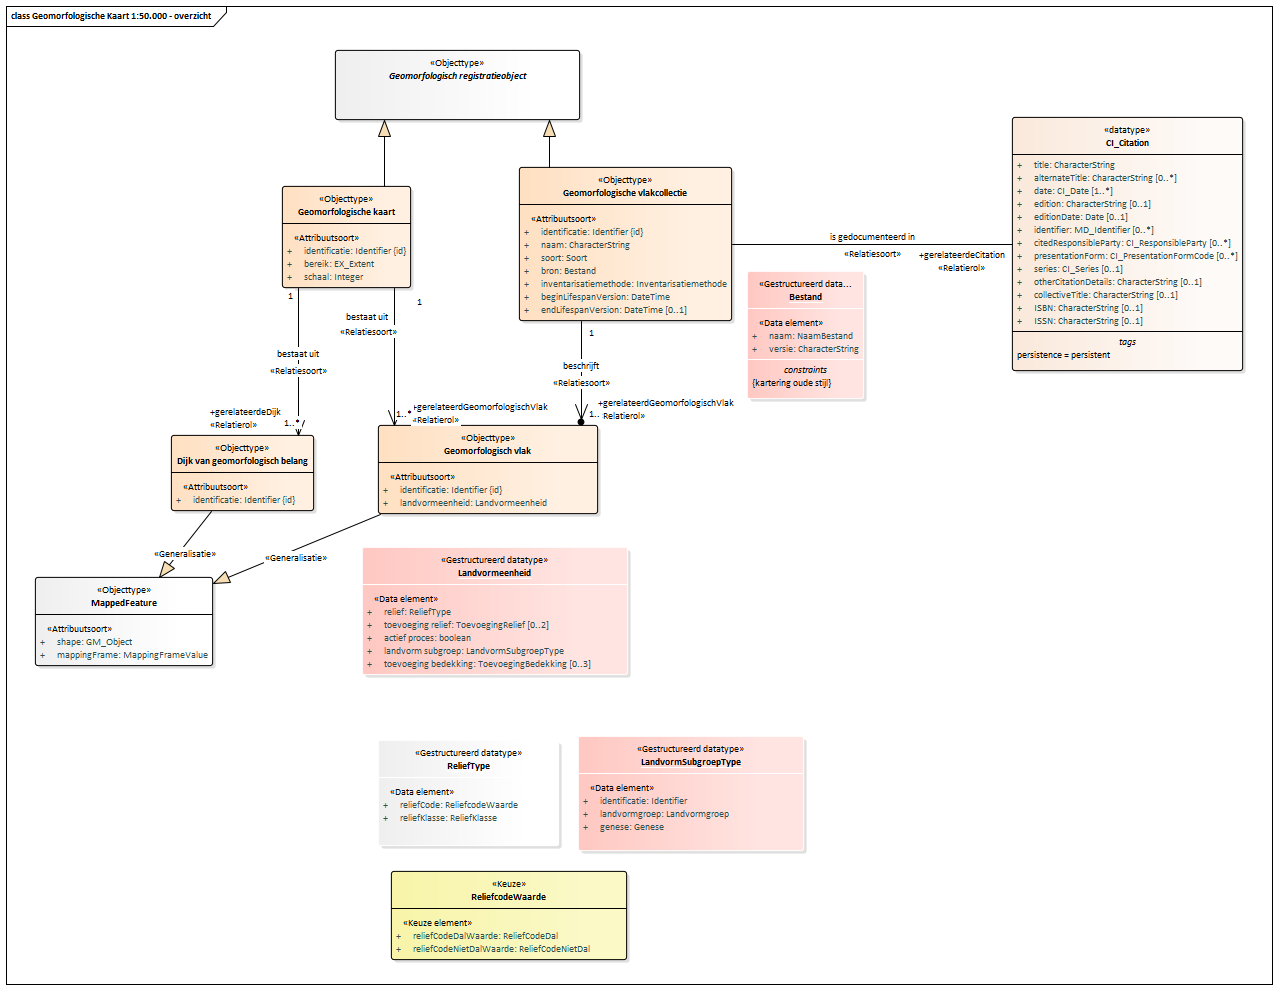 class Geomorfologische Kaart 1:50.000 - overzicht
«Objecttype»
Geomorfologisch registratieobject
«Objecttype»
Geomorfologische kaart
«Attribuutsoort»
+ identificatie: Identifier {id}
+ bereik: EX_Extent
+ schaal: Integer
«Objecttype»
Geomorfologische vlakcollectie
«Attribuutsoort»
+ identificatie: Identifier {id}
+ naam: CharacterString
+ soort: Soort
+ bron: Bestand
+ inventarisatiemethode: Inventarisatiemethode
+ beginLifespanVersion: DateTime
+ endLifespanVersion: DateTime [0..1]
is gedocumenteerd in
«Relatiesoort»
+gerelateerdeCitation
«Relatierol»
«datatype»
CI_Citation
+ title: CharacterString
+ alternateTitle: CharacterString [0..*]
+ date: CI_Date [1..*]
+ edition: CharacterString [0..1]
+ editionDate: Date [0..1]
+ identifier: MD_Identifier [0..*]
+ citedResponsibleParty: CI_ResponsibleParty [0..*]
+ presentationForm: CI_PresentationFormCode [0..*]
+ series: CI_Series [0..1]
+ otherCitationDetails: CharacterString [0..1]
+ collectiveTitle: CharacterString [0..1]
+ ISBN: CharacterString [0..1]
+ ISSN: CharacterString [0..1]
tags
persistence = persistent
«Gestructureerd data...
Bestand
«Data element»
+ naam: NaamBestand
+ versie: CharacterString
constraints
{kartering oude stijl}
1
bestaat uit
«Relatiesoort»
+gerelateerdeDijk
«Relatierol»
1..*
1
bestaat uit
«Relatiesoort»
1..*
+gerelateerdGeomorfologischVlak
«Relatierol»
1
beschrijft
«Relatiesoort»
+gerelateerdGeomorfologischVlak
1..
Relatierol»
«Objecttype»
Dijk van geomorfologisch belang
«Attribuutsoort»
+ identificatie: Identifier {id}
«Objecttype»
Geomorfologisch vlak
«Attribuutsoort»
+ identificatie: Identifier {id}
+ landvormeenheid: Landvormeenheid
«Generalisatie»
«Generalisatie»
«Objecttype»
MappedFeature
«Attribuutsoort»
+ shape: GM_Object
+ mappingFrame: MappingFrameValue
«Gestructureerd datatype»
Landvormeenheid
«Data element»
+ relief: ReliefType
+ toevoeging relief: ToevoegingRelief [0..2]
+ actief proces: boolean
+ landvorm subgroep: LandvormSubgroepType
+ toevoeging bedekking: ToevoegingBedekking [0..3]
«Gestructureerd datatype»
ReliefType
«Data element»
+ reliefCode: ReliefcodeWaarde
+ reliefKlasse: ReliefKlasse
«Gestructureerd datatype»
LandvormSubgroepType
«Data element»
+ identificatie: Identifier
+ landvormgroep: Landvormgroep
+ genese: Genese
«Keuze»
ReliefcodeWaarde
«Keuze element»
+ reliefCodeDalWaarde: ReliefCodeDal
+ reliefCodeNietDalWaarde: ReliefCodeNietDal